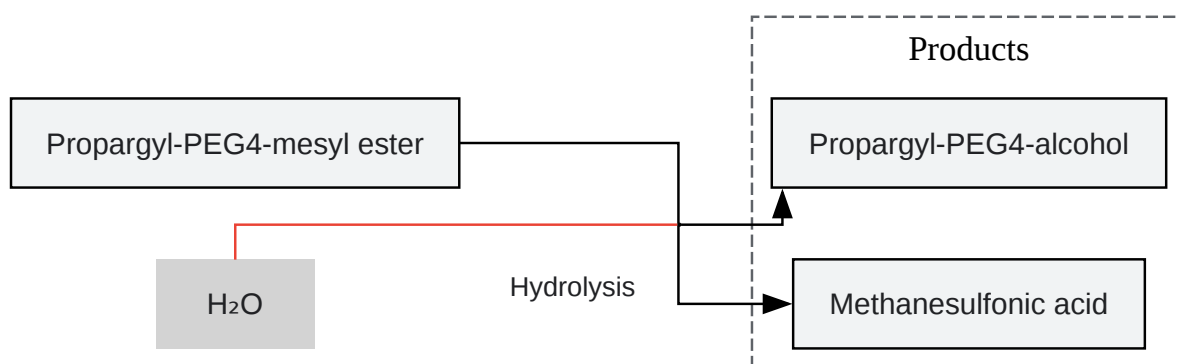 Products
Propargyl-PEG4-mesyl ester
Propargyl-PEG4-alcohol
H₂O
Hydrolysis
Methanesulfonic acid